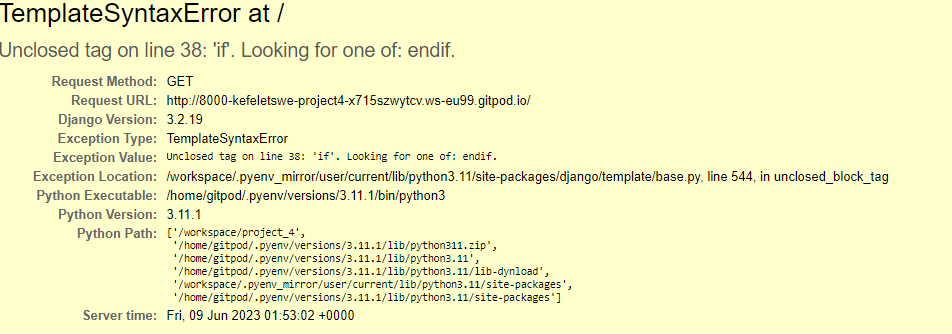 TemplateSyntaxError at /
Unclosed tag on line 38: 'if'. Looking for one of: endif.
Request Method: GET
Request URL: http://8000-kefeletswe-project4-x715szwytcv.ws-eu99.gitpod.io/
Django Version: 3.2.19
Exception Type: TemplateSyntaxError
Exception Value: Unclosed tag on line 38: 'if'. Looking for one of: endif.
Exception Location: /workspace/.pyenv_mirror/user/current/lib/python3.11/site-packages/django/template/base.py, line 544, in unclosed_block_tag
Python Executable: /home/gitpod/.pyenv/versions/3.11.1/bin/python3
Python Version: 3.11.1
Python Path: ['/workspace/project_4',
'/home/gitpod/.pyenv/versions/3.11.1/lib/python311.zip',
'/home/gitpod/.pyenv/versions/3.11.1/lib/python3.11',
'/home/gitpod/.pyenv/versions/3.11.1/lib/python3.11/lib-dynload',
'/workspace/.pyenv_mirror/user/current/lib/python3.11/site-packages',
'/home/gitpod/.pyenv/versions/3.11.1/lib/python3.11/site-packages']
Server time: Fri, 09 Jun 2023 01:53:02 +0000